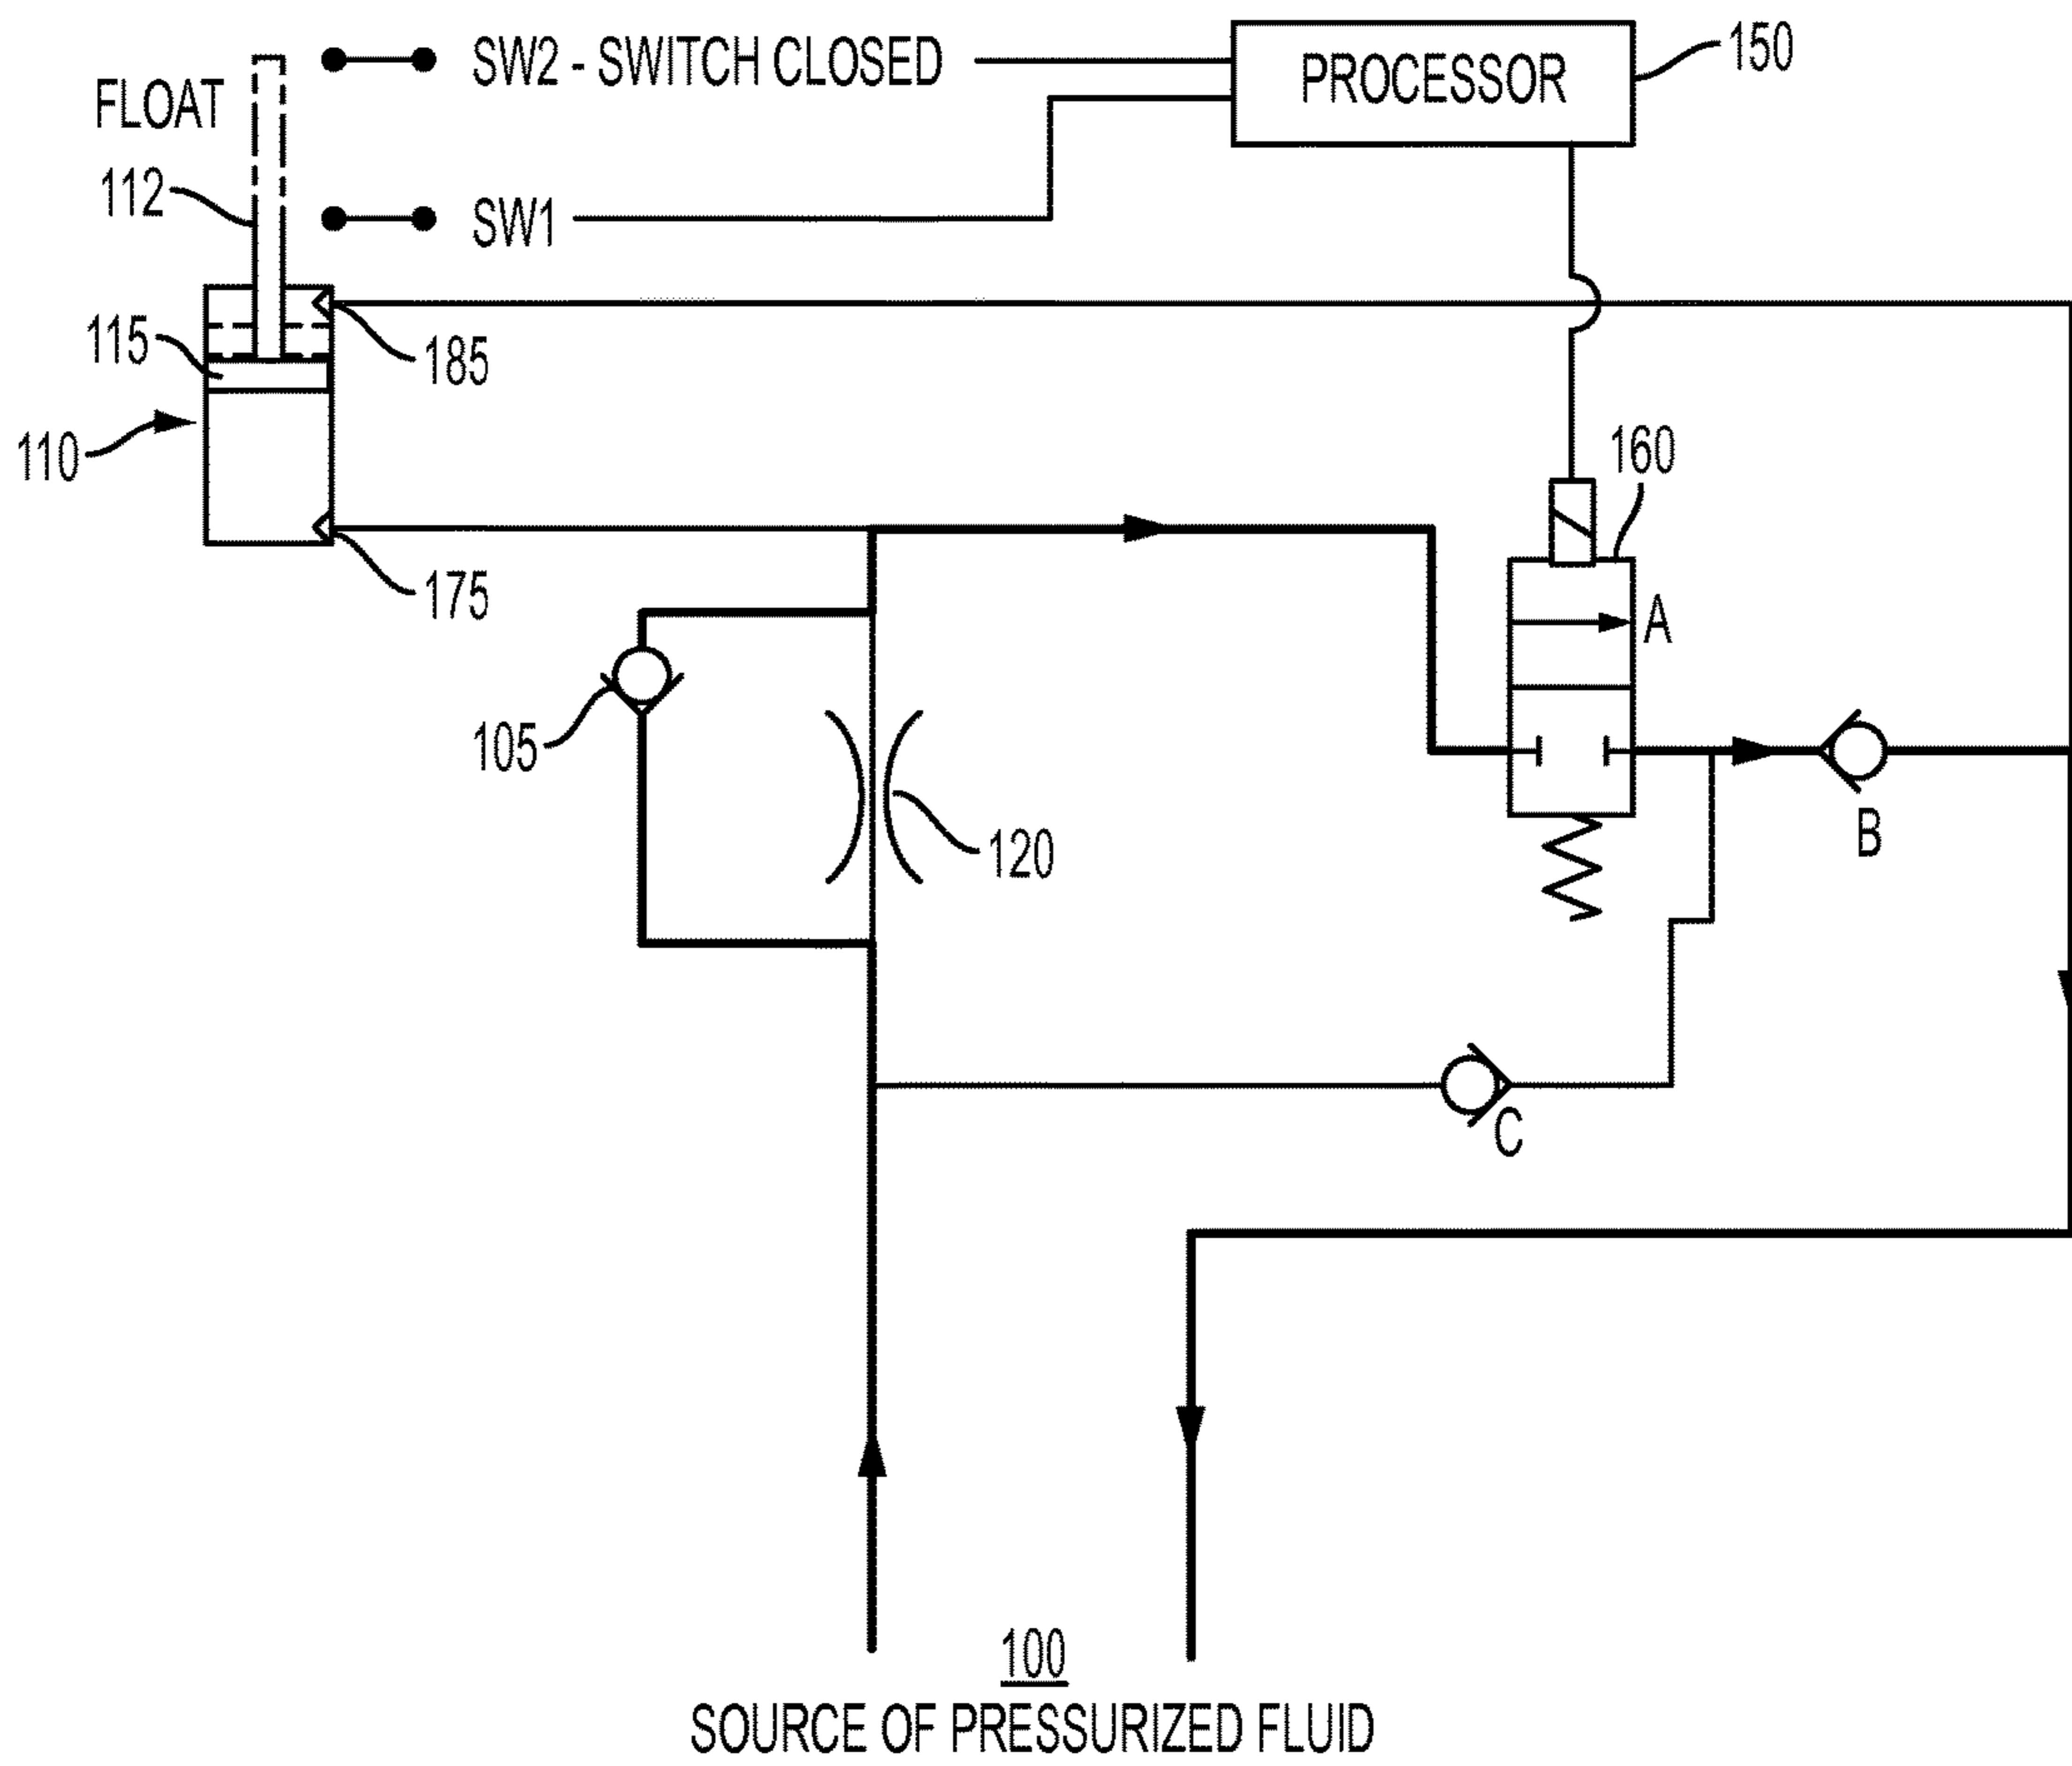 SW2 - SWITCH CLOSED
PROCESSOR
150
FLOAT
112
SW1
115
185
110
160
175
A
105
120
B
C
100
SOURCE OF PRESSURIZED FLUID